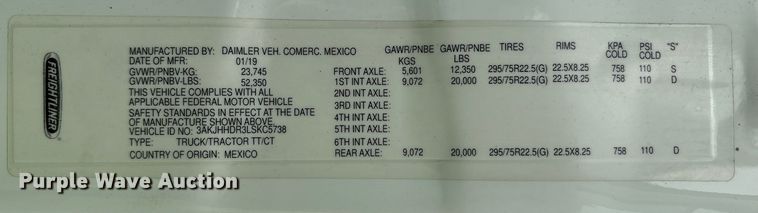 FREIGHTLINER
MANUFACTURED BY: DAIMLER VEH. COMERC. MEXICO GAWR/PNBE GAWR/PNBE TIRES RIMS KPA PSI "S"
DATE OF MFR: 01/19 KGS LBS COLD COLD
GVWR/PNBV-KG: 23,745 FRONT AXLE: 5,601 12,350 295/75R22.5(G) 22.5X8.25 758 110 S
GVWR/PNBV-LBS: 52,350 1ST INT AXLE: 9,072 20,000 295/75R22.5(G) 22.5X8.25 758 110 D
THIS VEHICLE COMPLIES WITH ALL 2ND INT AXLE:
APPLICABLE FEDERAL MOTOR VEHICLE 3RD INT AXLE:
SAFETY STANDARDS IN EFFECT AT THE DATE 4TH INT AXLE:
OF MANUFACTURE SHOWN ABOVE.
VEHICLE ID NO: 3AKJHHDR3LSKC5738 5TH INT AXLE:
TYPE: TRUCK/TRACTOR TT/CT 6TH INT AXLE:
COUNTRY OF ORIGIN: MEXICO REAR AXLE: 9,072 20,000 295/75R22.5(G) 22.5X8.25 758 110 D
Purple Wave Auction